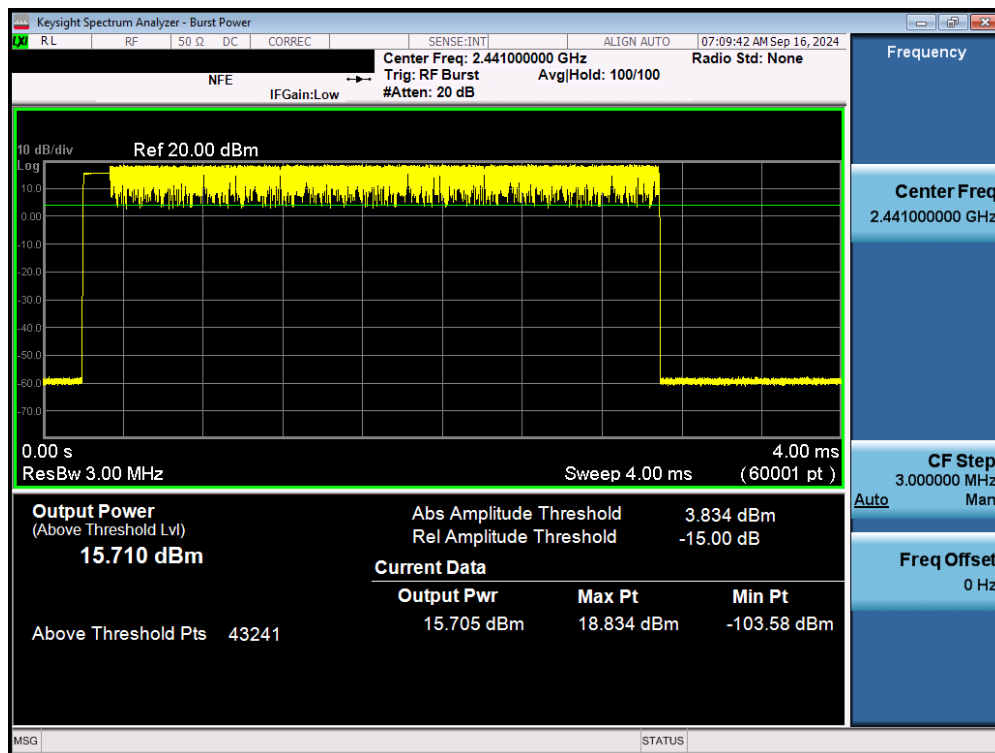 Keysight Spectrum Analyzer - Burst Power
LXI RL RF 50 Ω DC CORREC SENSE:INT ALIGN AUTO 07:09:42 AM Sep 16, 2024
Center Freq: 2.441000000 GHz Radio Std: None
NFE Trig: RF Burst Avg|Hold: 100/100
IFGain:Low #Atten: 20 dB
10 dB/div Ref 20.00 dBm
Log
10.0
0.00
-10.0
-20.0
-30.0
-40.0
-50.0
-60.0
-70.0
0.00 s 4.00 ms
ResBw 3.00 MHz Sweep 4.00 ms (60001 pt)
Output Power
(Above Threshold Lvl)
15.710 dBm
Above Threshold Pts 43241
Abs Amplitude Threshold 3.834 dBm
Rel Amplitude Threshold -15.00 dB
Current Data
Output Pwr Max Pt Min Pt
15.705 dBm 18.834 dBm -103.58 dBm
Frequency
Center Freq
2.441000000 GHz
CF Step
3.000000 MHz
Auto Man
Freq Offset
0 Hz
MSG STATUS